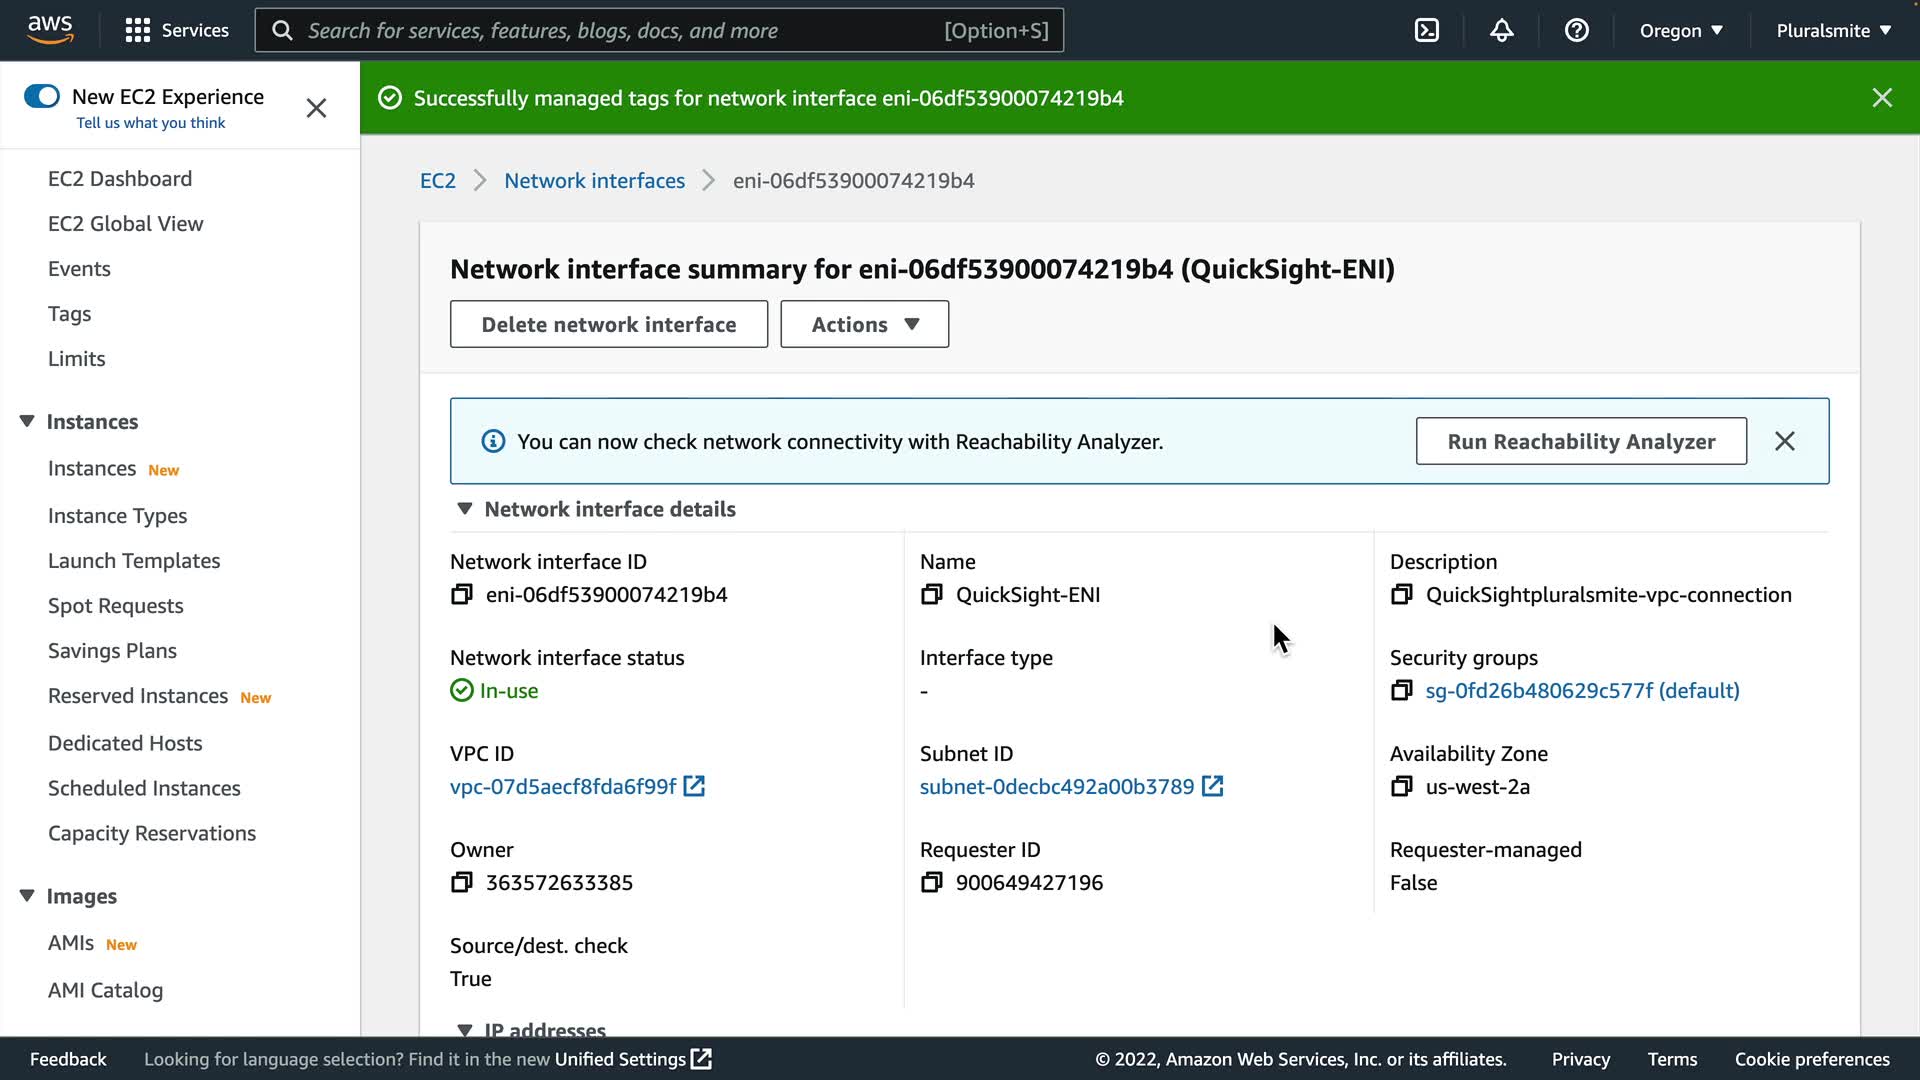 aws
Services
Search for services, features, blogs, docs, and more
[Option+S]
Oregon ▼
Pluralsmite ▼
New EC2 Experience
Tell us what you think
Successfully managed tags for network interface eni-06df53900074219b4
EC2 Dashboard
EC2 Global View
Events
Tags
Limits
Instances
Instances New
Instance Types
Launch Templates
Spot Requests
Savings Plans
Reserved Instances New
Dedicated Hosts
Scheduled Instances
Capacity Reservations
Images
AMIs New
AMI Catalog
EC2 > Network interfaces > eni-06df53900074219b4
Network interface summary for eni-06df53900074219b4 (QuickSight-ENI)
Delete network interface
Actions ▼
You can now check network connectivity with Reachability Analyzer.
Run Reachability Analyzer
Network interface details
Network interface ID
eni-06df53900074219b4
Name
QuickSight-ENI
Description
QuickSightpluralsmite-vpc-connection
Network interface status
In-use
Interface type
-
Security groups
sg-0fd26b480629c577f (default)
VPC ID
vpc-07d5aecf8fda6f99f
Subnet ID
subnet-0decbc492a00b3789
Availability Zone
us-west-2a
Owner
363572633385
Requester ID
900649427196
Requester-managed
False
Source/dest. check
True
IP addresses
Feedback
Looking for language selection? Find it in the new Unified Settings
© 2022, Amazon Web Services, Inc. or its affiliates.
Privacy
Terms
Cookie preferences